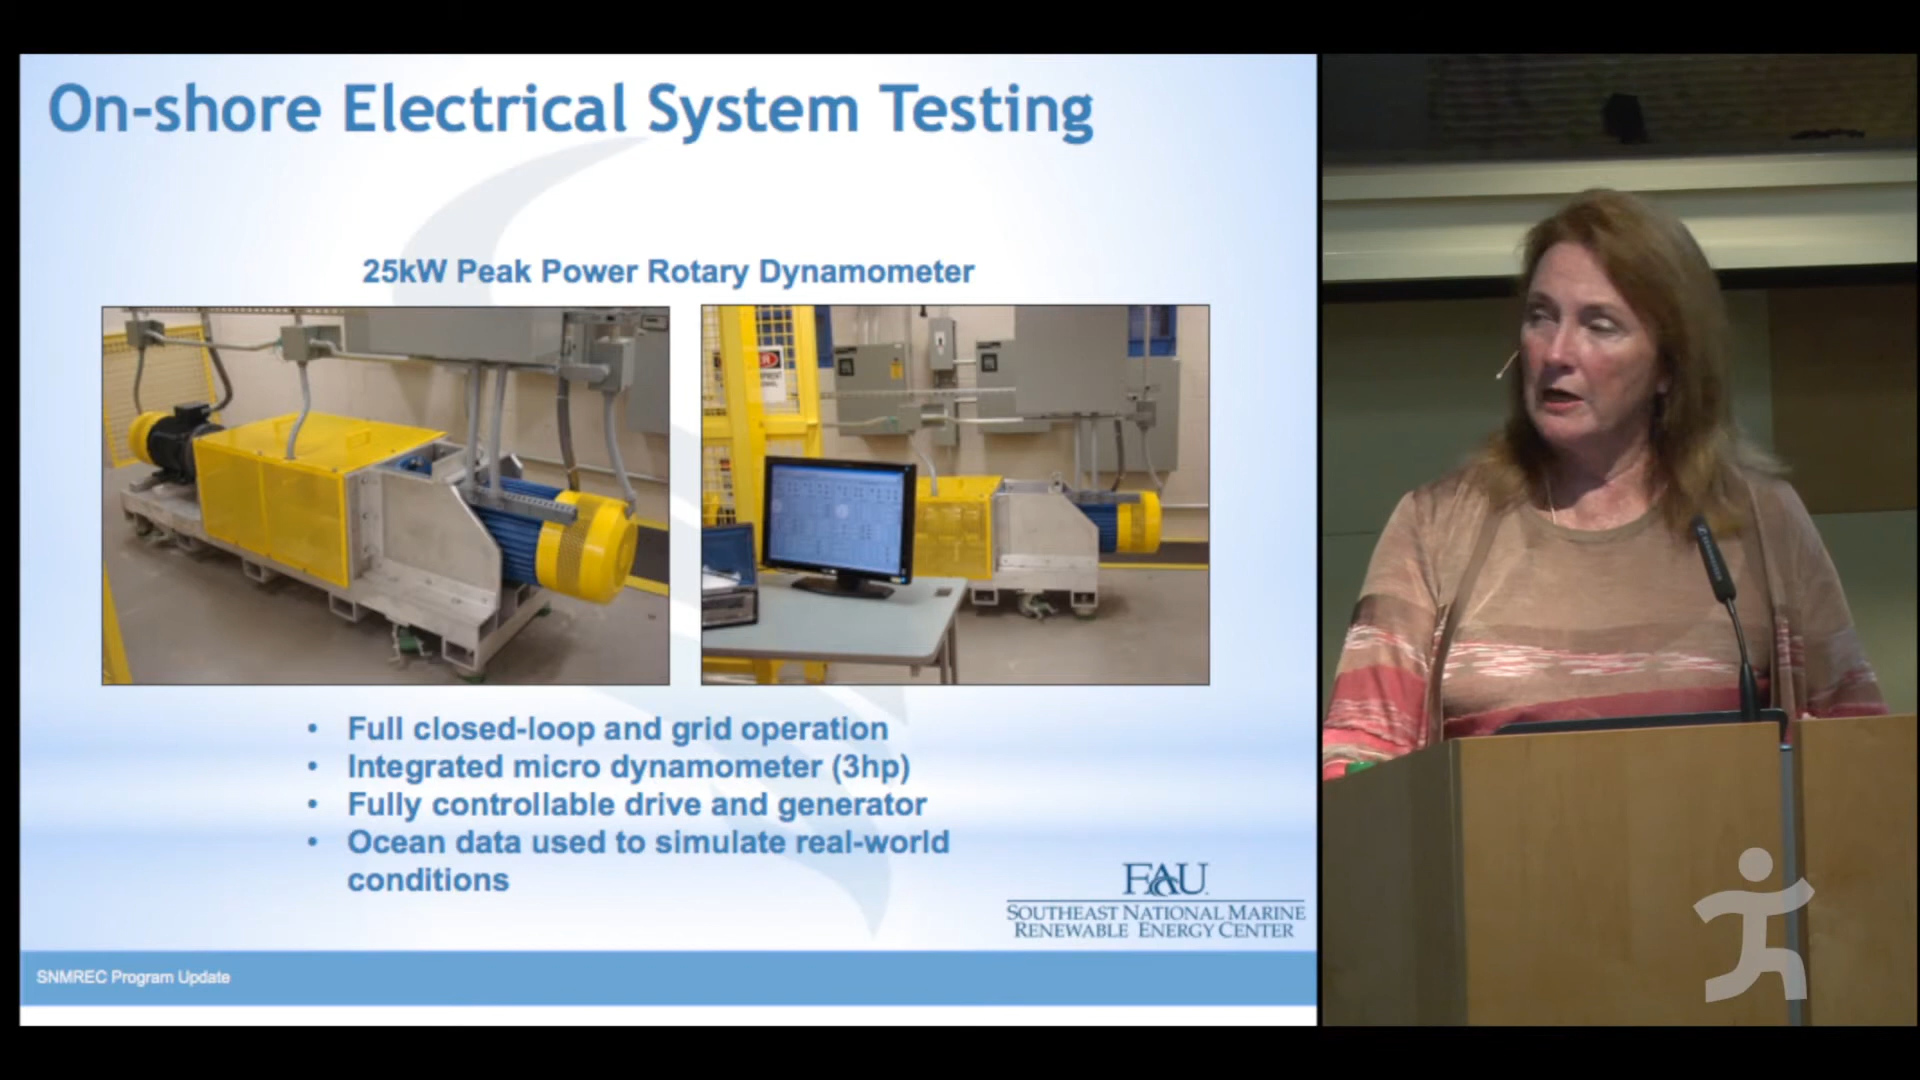 On-shore Electrical System Testing
25kW Peak Power Rotary Dynamometer
• Full closed-loop and grid operation
• Integrated micro dynamometer (3hp)
• Fully controllable drive and generator
• Ocean data used to simulate real-world
conditions
FAU
SOUTHEAST NATIONAL MARINE
RENEWABLE ENERGY CENTER
SNMREC Program Update